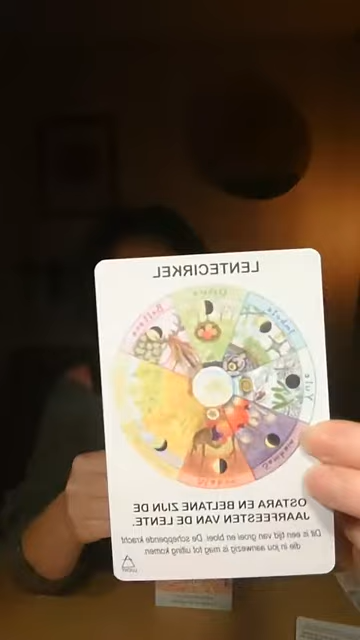 LENTECIRKEL
Ostara
Beltane
Imbolc
Yule
Samhain
OSTARA EN BELTANE ZIJN DE
JAARFEESTEN VAN DE LENTE.
Dit is een tijd van groei en bloei. De scheppende kracht
die in jou aanwezig is mag tot uiting komen